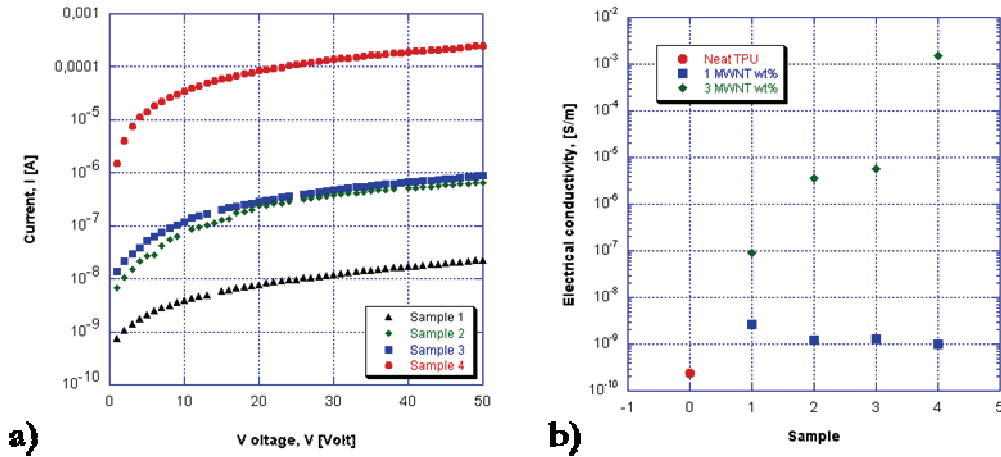 0,001
0,0001
10-5
10-6
10-7
10-8
10-9
10-10
Current, I [A]
Sample 1
Sample 2
Sample 3
Sample 4
0 10 20 30 40 50
V oltage, V [Volt]
a)
10-2
10-3
10-4
10-5
10-6
10-7
10-8
10-9
10-10
Electrical conductivity, [S/m]
Neat TPU
1 MWNT wt%
3 MWNT wt%
-1 0 1 2 3 4 5
Sample
b)